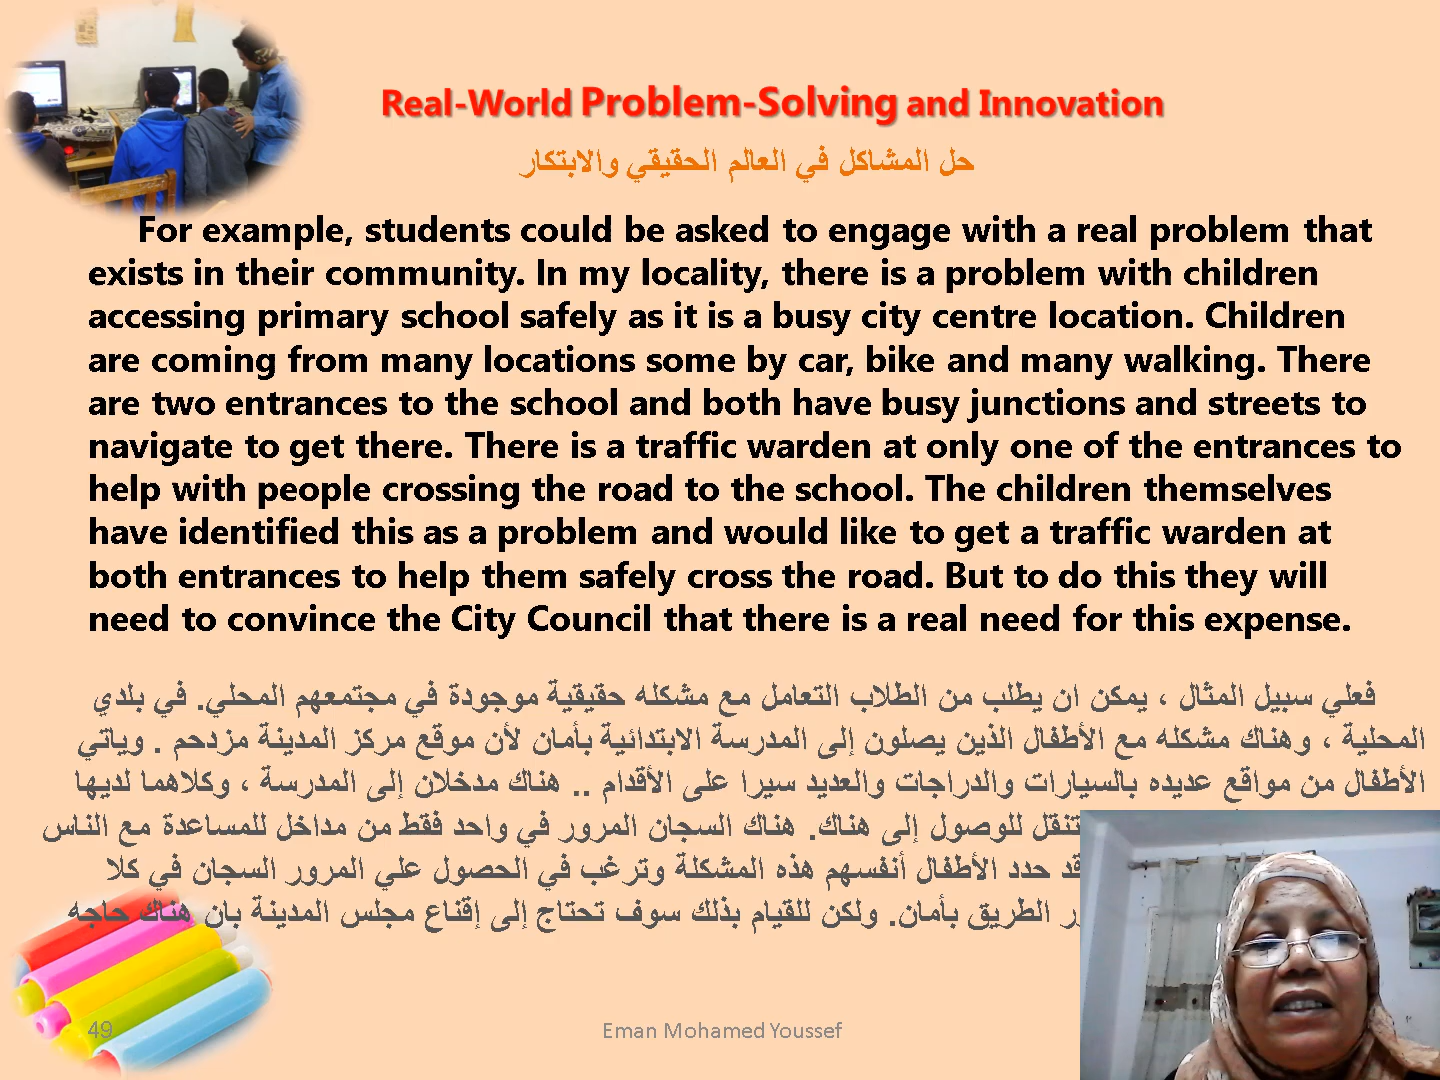 Real-World Problem-Solving and Innovation
حل المشاكل في العالم الحقيقي والابتكار
For example, students could be asked to engage with a real problem that
exists in their community. In my locality, there is a problem with children
accessing primary school safely as it is a busy city centre location. Children
are coming from many locations some by car, bike and many walking. There
are two entrances to the school and both have busy junctions and streets to
navigate to get there. There is a traffic warden at only one of the entrances to
help with people crossing the road to the school. The children themselves
have identified this as a problem and would like to get a traffic warden at
both entrances to help them safely cross the road. But to do this they will
need to convince the City Council that there is a real need for this expense.
فعلي سبيل المثال ، يمكن ان يطلب من الطلاب التعامل مع مشكله حقيقية موجودة في مجتمعهم المحلي. في بلدي
المحلية ، وهناك مشكله مع الأطفال الذين يصلون إلى المدرسة الابتدائية بأمان لأن موقع مركز المدينة مزدحم . وياتي
الأطفال من مواقع عديده بالسيارات والدراجات والعديد سيرا على الأقدام .. هناك مدخلان إلى المدرسة ، وكلاهما لديها
تنقل للوصول إلى هناك. هناك السجان المرور في واحد فقط من مداخل للمساعدة مع الناس
حدد الأطفال أنفسهم هذه المشكلة وترغب في الحصول علي المرور السجان في كلا
الطريق بأمان. ولكن للقيام بذلك سوف تحتاج إلى إقناع مجلس المدينة بان هناك حاجه
49
Eman Mohamed Youssef